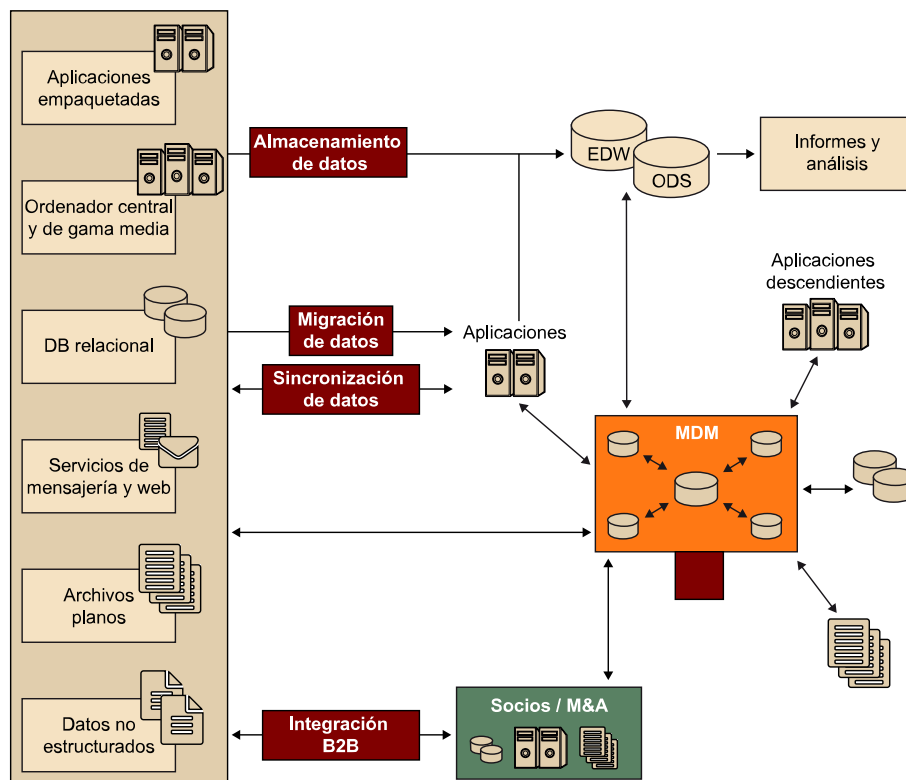 Aplicaciones
empaquetadas
Ordenador central
y de gama media
DB relacional
Servicios de
mensajería y web
Archivos
planos
Datos no
estructurados
Almacenamiento
de datos
Migración
de datos
Sincronización
de datos
Integración
B2B
Aplicaciones
EDW
ODS
Informes y
análisis
Aplicaciones
descendientes
MDM
Socios / M&A